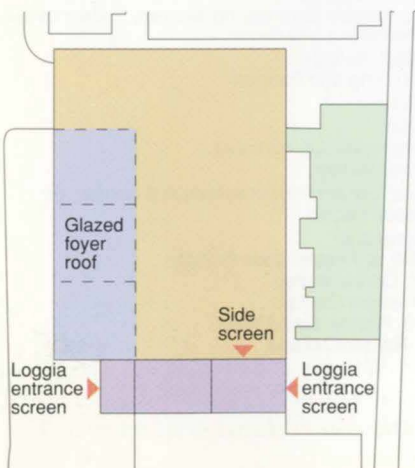 Glazed
foyer
roof
Side
screen
Loggia
entrance
screen
Loggia
entrance
screen